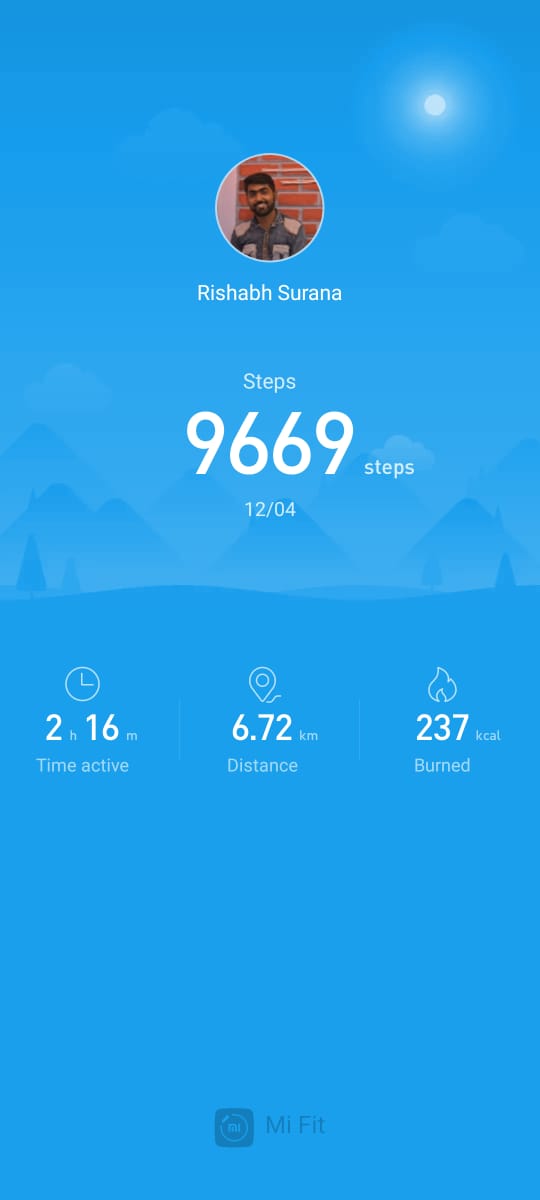 Rishabh Surana
Steps
9669 steps
12/04
2 h 16 m
Time active
6.72 km
Distance
237 kcal
Burned
mi Mi Fit